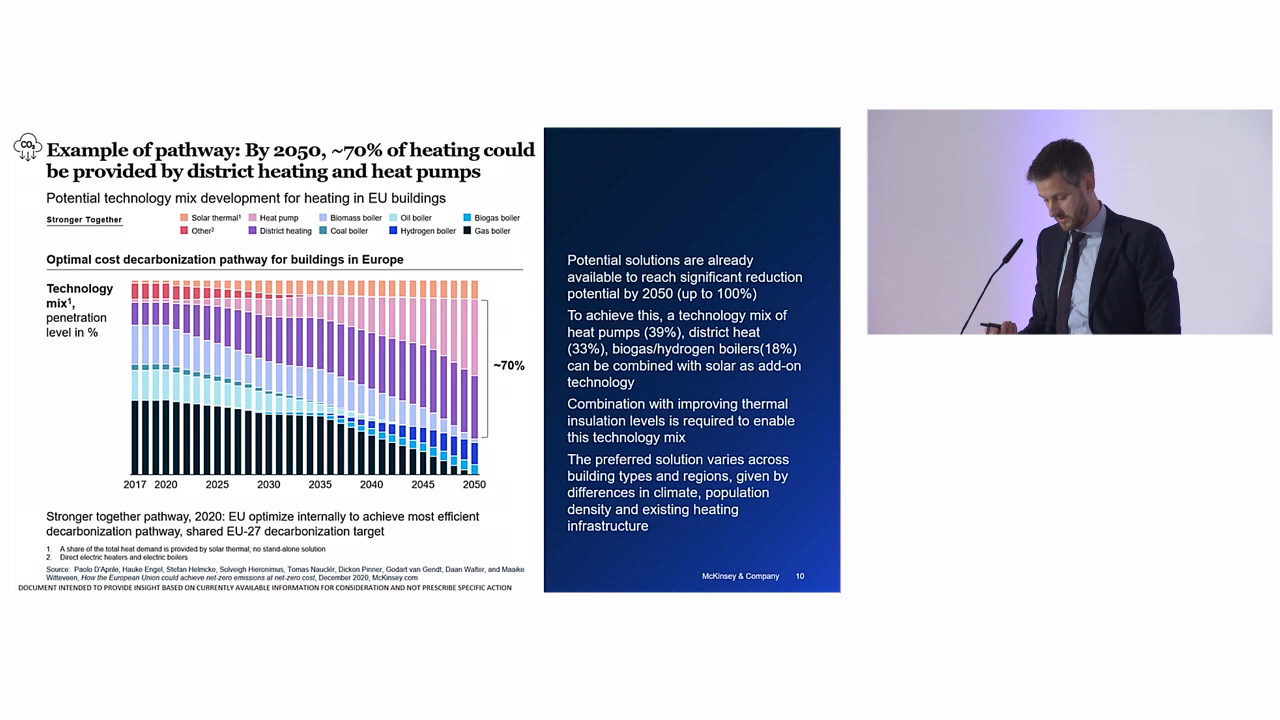 CO₂
Example of pathway: By 2050, ~70% of heating could
be provided by district heating and heat pumps
Potential technology mix development for heating in EU buildings
Stronger Together
Solar thermal¹
Heat pump
Biomass boiler
Oil boiler
Biogas boiler
Other²
District heating
Coal boiler
Hydrogen boiler
Gas boiler
Optimal cost decarbonization pathway for buildings in Europe
Technology
mix¹,
penetration
level in %
~70%
2017 2020 2025 2030 2035 2040 2045 2050
Stronger together pathway, 2020: EU optimize internally to achieve most efficient
decarbonization pathway, shared EU-27 decarbonization target
1. A share of the total heat demand is provided by solar thermal; no stand-alone solution
2. Direct electric heaters and electric boilers
Source: Paolo D'Aprile, Hauke Engel, Stefan Helmcke, Solveigh Hieronimus, Tomas Nauclér, Dickon Pinner, Godart van Gendt, Daan Walter, and Maaike
Witteveen, How the European Union could achieve net-zero emissions at net-zero cost, December 2020, McKinsey.com
DOCUMENT INTENDED TO PROVIDE INSIGHT BASED ON CURRENTLY AVAILABLE INFORMATION FOR CONSIDERATION AND NOT PRESCRIBE SPECIFIC ACTION
Potential solutions are already
available to reach significant reduction
potential by 2050 (up to 100%)
To achieve this, a technology mix of
heat pumps (39%), district heat
(33%), biogas/hydrogen boilers(18%)
can be combined with solar as add-on
technology
Combination with improving thermal
insulation levels is required to enable
this technology mix
The preferred solution varies across
building types and regions, given by
differences in climate, population
density and existing heating
infrastructure
McKinsey & Company 10